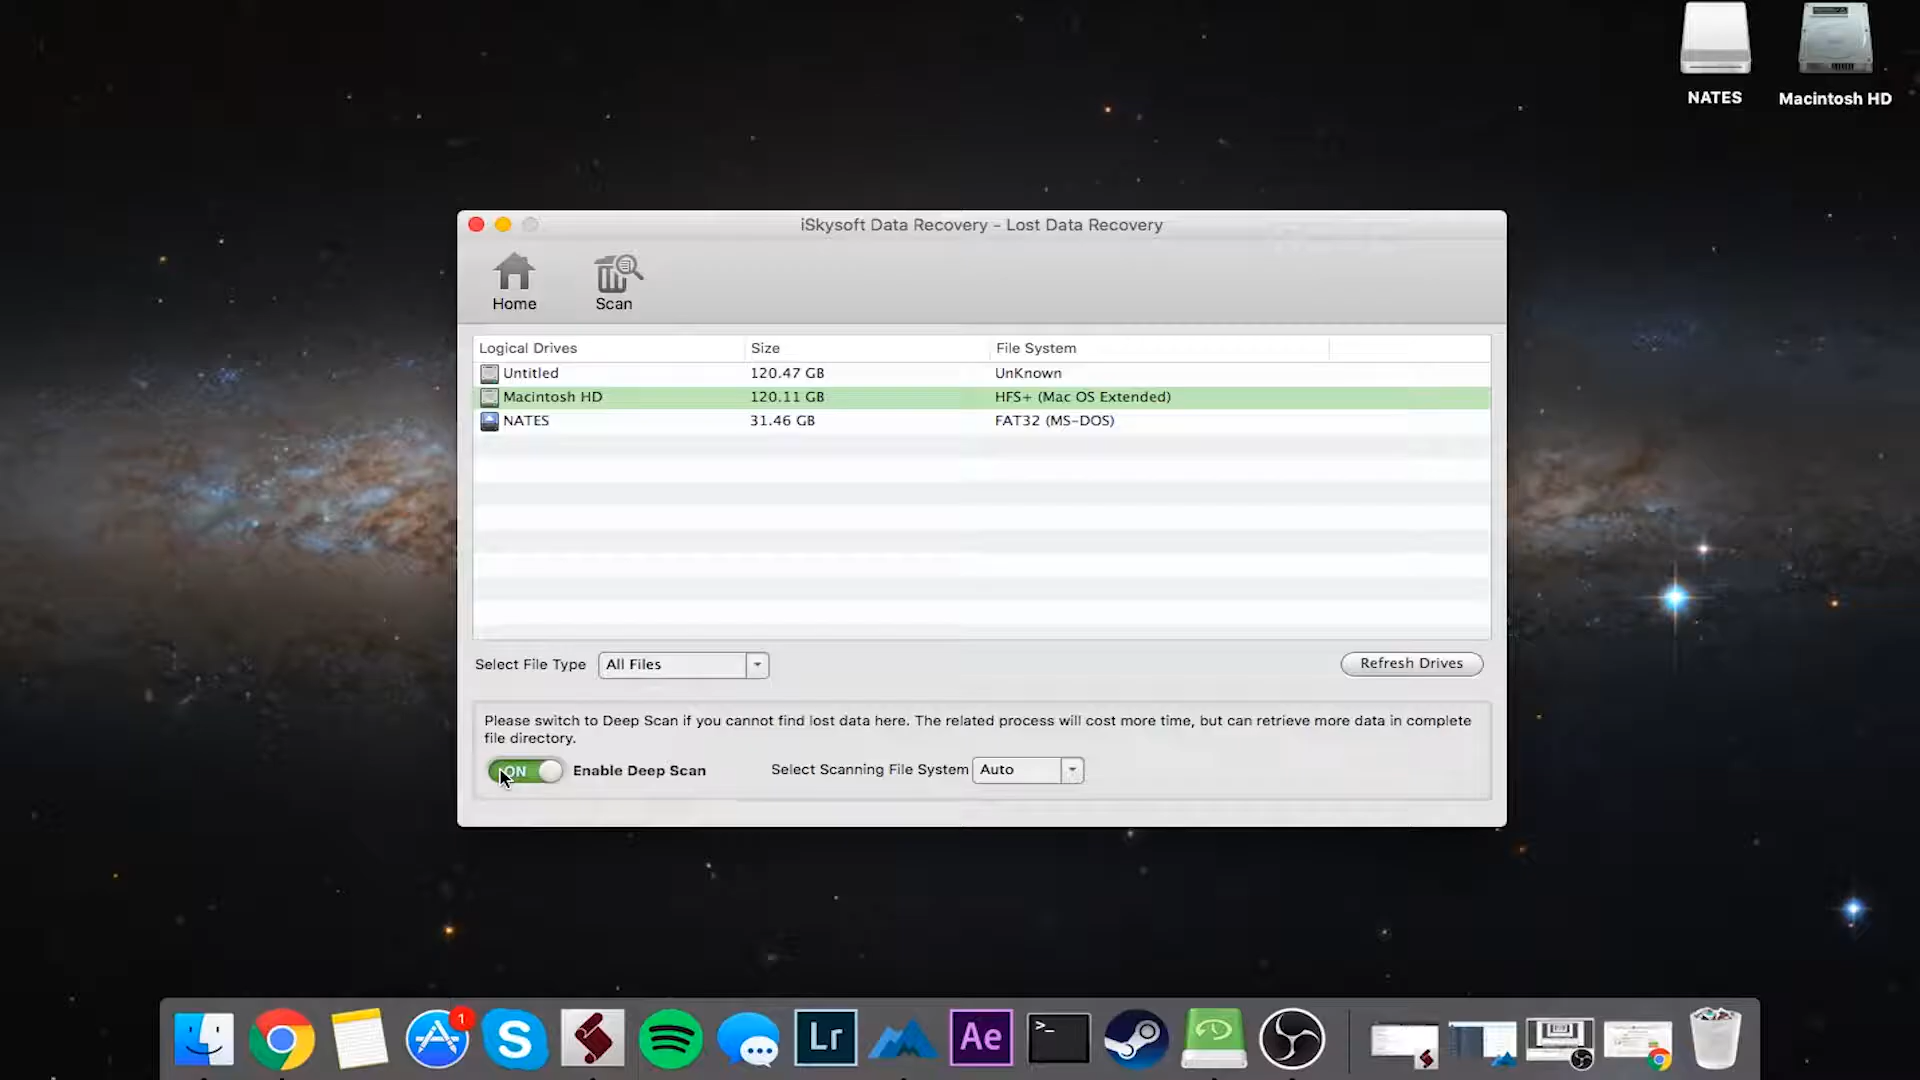 NATES
Macintosh HD
iSkysoft Data Recovery - Lost Data Recovery
Home
Scan
Logical Drives Size File System
Untitled 120.47 GB UnKnown
Macintosh HD 120.11 GB HFS+ (Mac OS Extended)
NATES 31.46 GB FAT32 (MS-DOS)
Select File Type All Files Refresh Drives
Please switch to Deep Scan if you cannot find lost data here. The related process will cost more time, but can retrieve more data in complete
file directory.
ON Enable Deep Scan Select Scanning File System Auto
1
S
Lr
Ae
>_